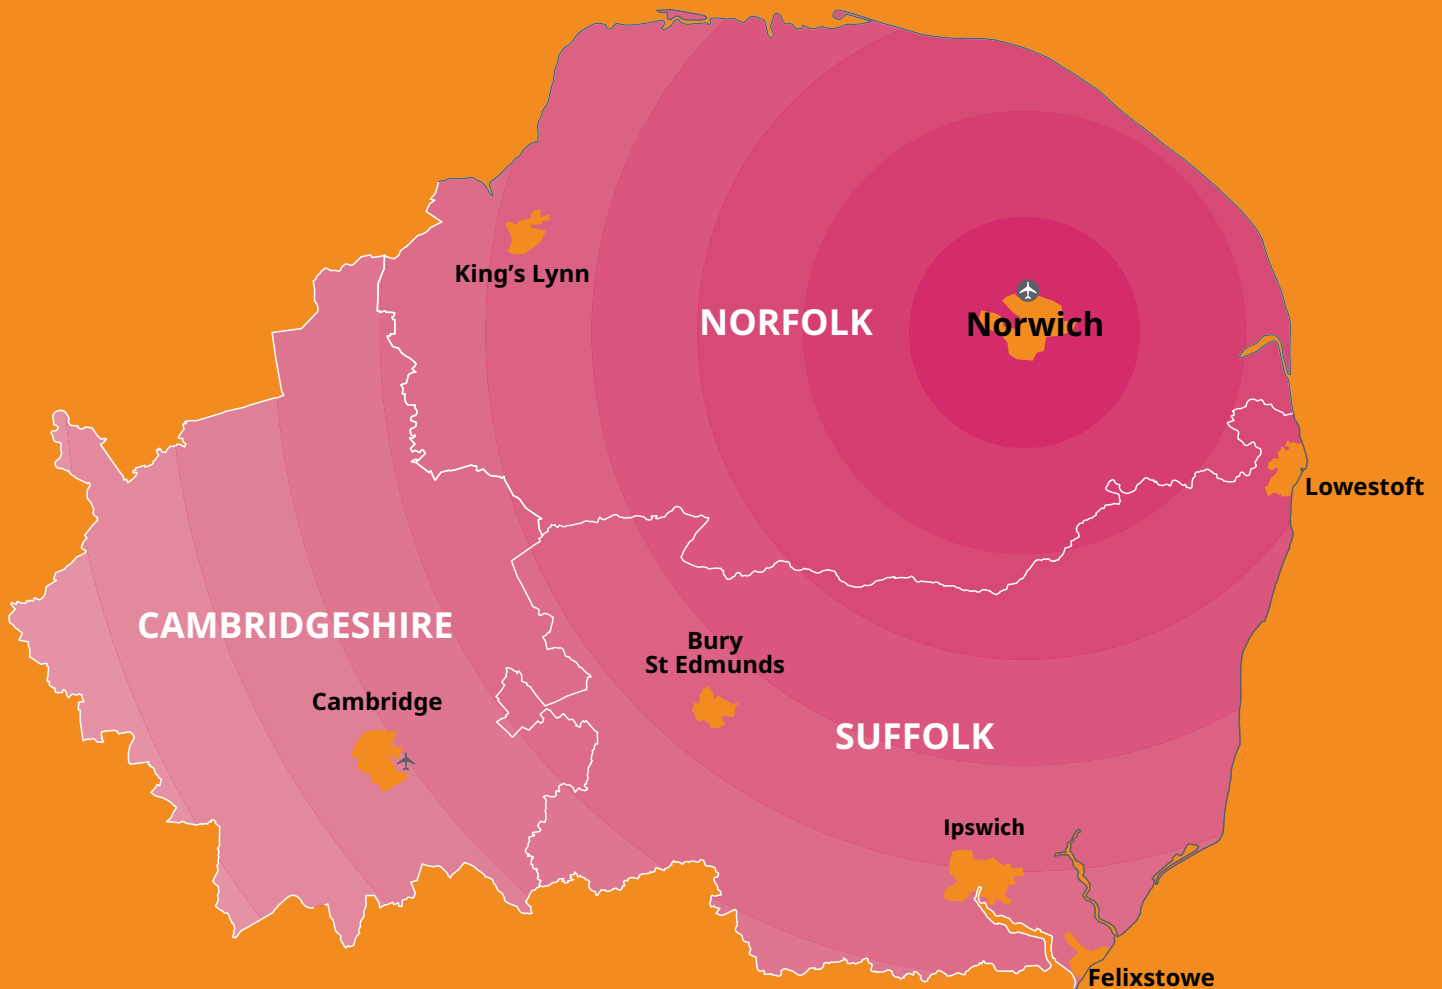 King’s Lynn
NORFOLK
Norwich
Lowestoft
CAMBRIDGESHIRE
Bury
St Edmunds
Cambridge
SUFFOLK
Ipswich
Felixstowe